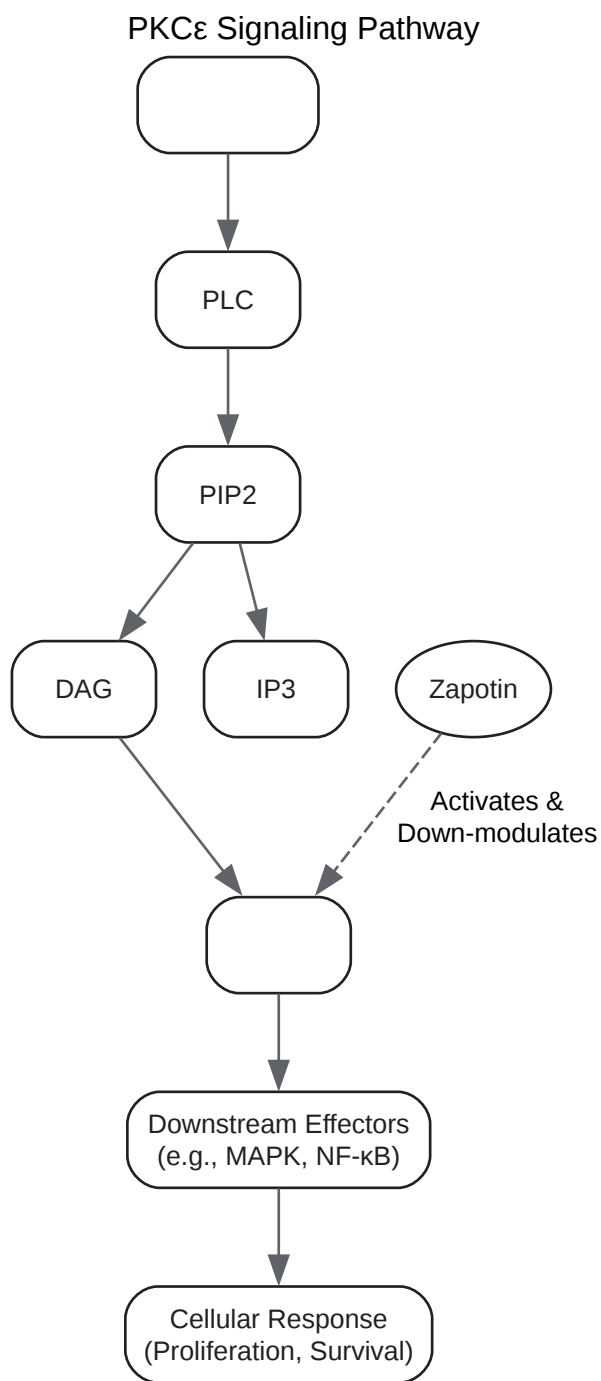 PKCε Signaling Pathway
PLC
PIP2
DAG
IP3
Zapotin
Activates &
Down-modulates
Downstream Effectors
(e.g., MAPK, NF-κB)
Cellular Response
(Proliferation, Survival)